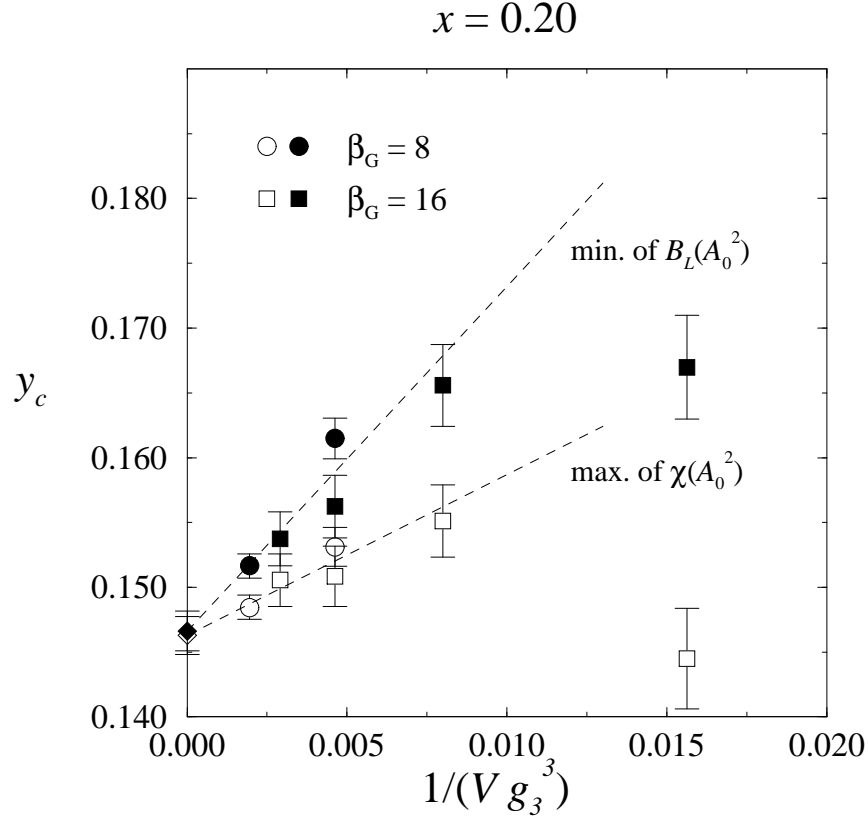 x = 0.20
β_G = 8
β_G = 16
min. of B_L(A_0^2)
max. of χ(A_0^2)
y_c
0.180
0.170
0.160
0.150
0.140
0.000 0.005 0.010 0.015 0.020
1/(V g_3^3)